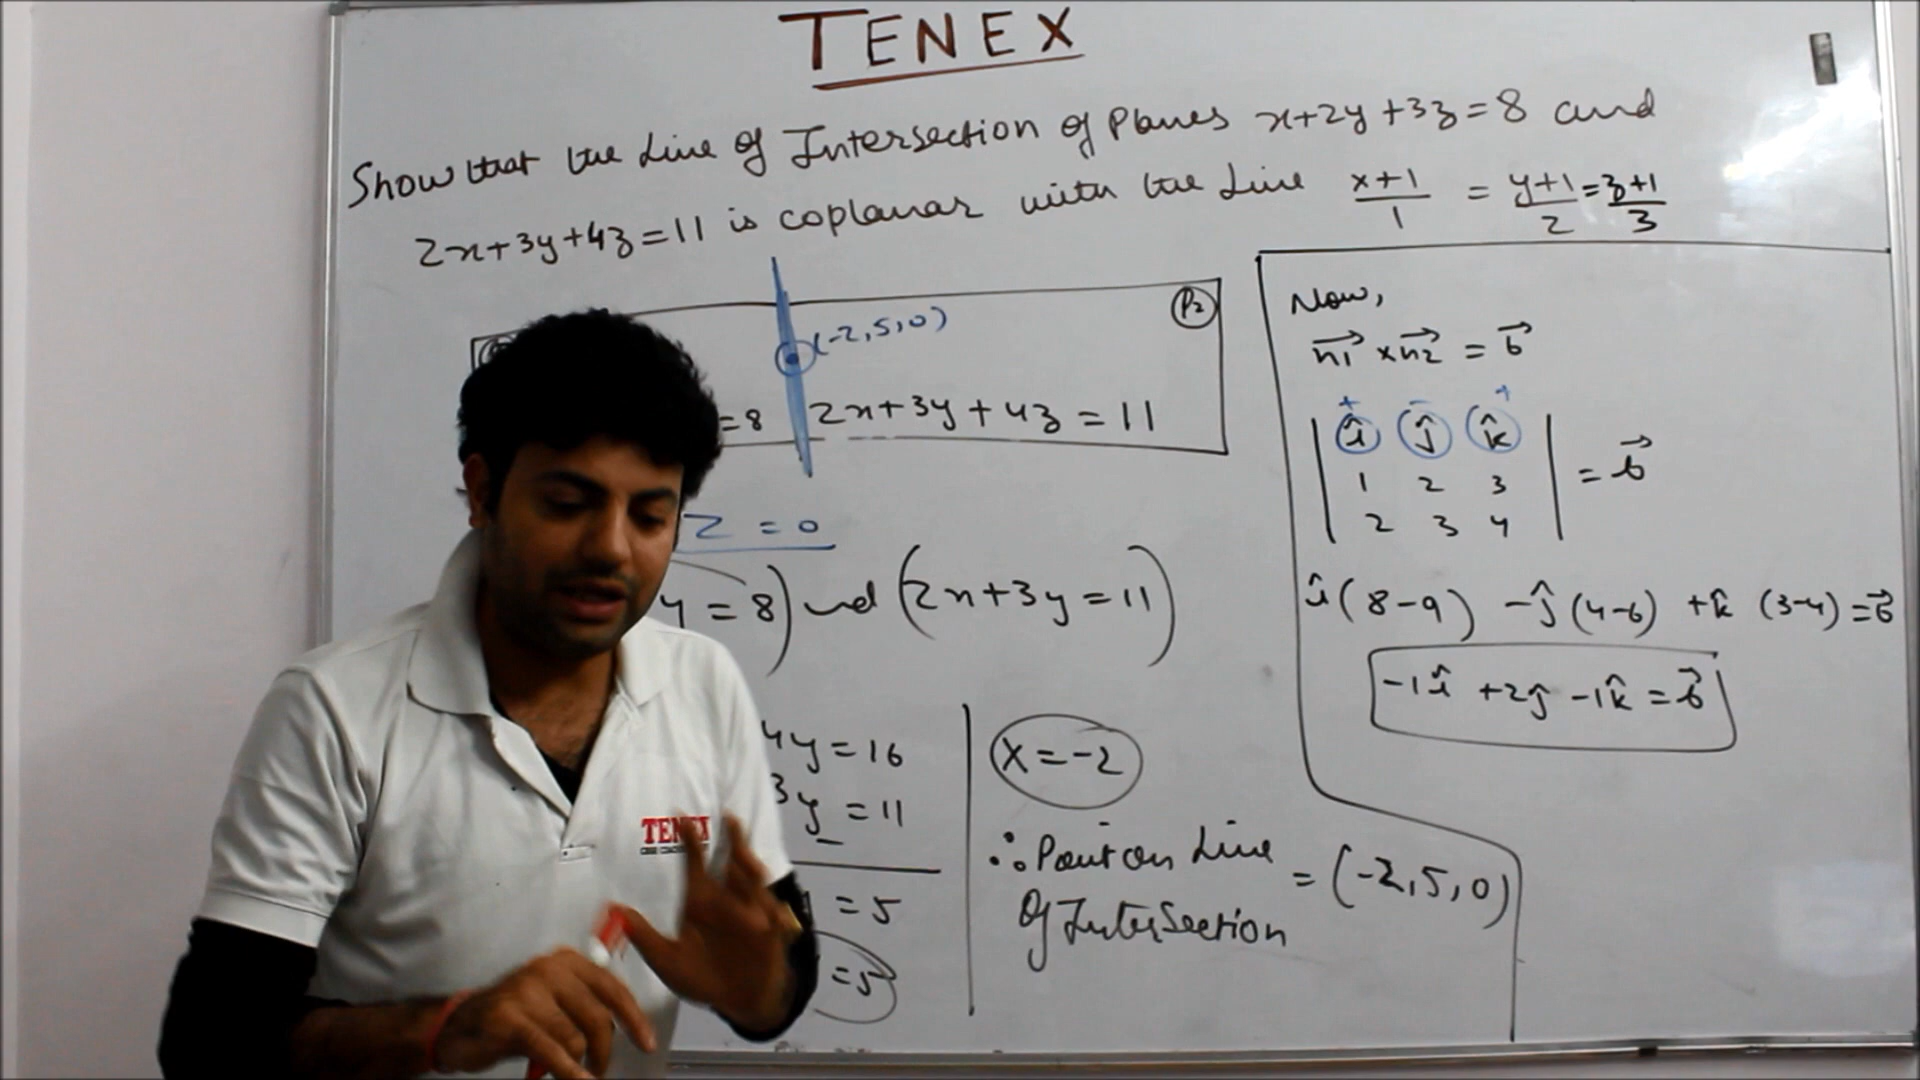 TENEX
Show that the Line Of Intersection of Planes x+2y+3z=8 and
2x+3y+4z=11 is coplanar with the Line x+1/1 = y+1/2 = z+1/3
P2
(-2,5,0)
=8 2x+3y+4z=11
Z=0
y=8) and (2x+3y=11)
4y=16
3y=11
=5
=5
x=-2
∴ Point on Line
Of InterSection = (-2,5,0)
Now,
n1 × n2 = b
+ - +
î ĵ k̂
1 2 3 = b
2 3 4
î(8-9) -ĵ(4-6) +k̂(3-4)=b
-1î +2ĵ -1k̂ = b
TENEX